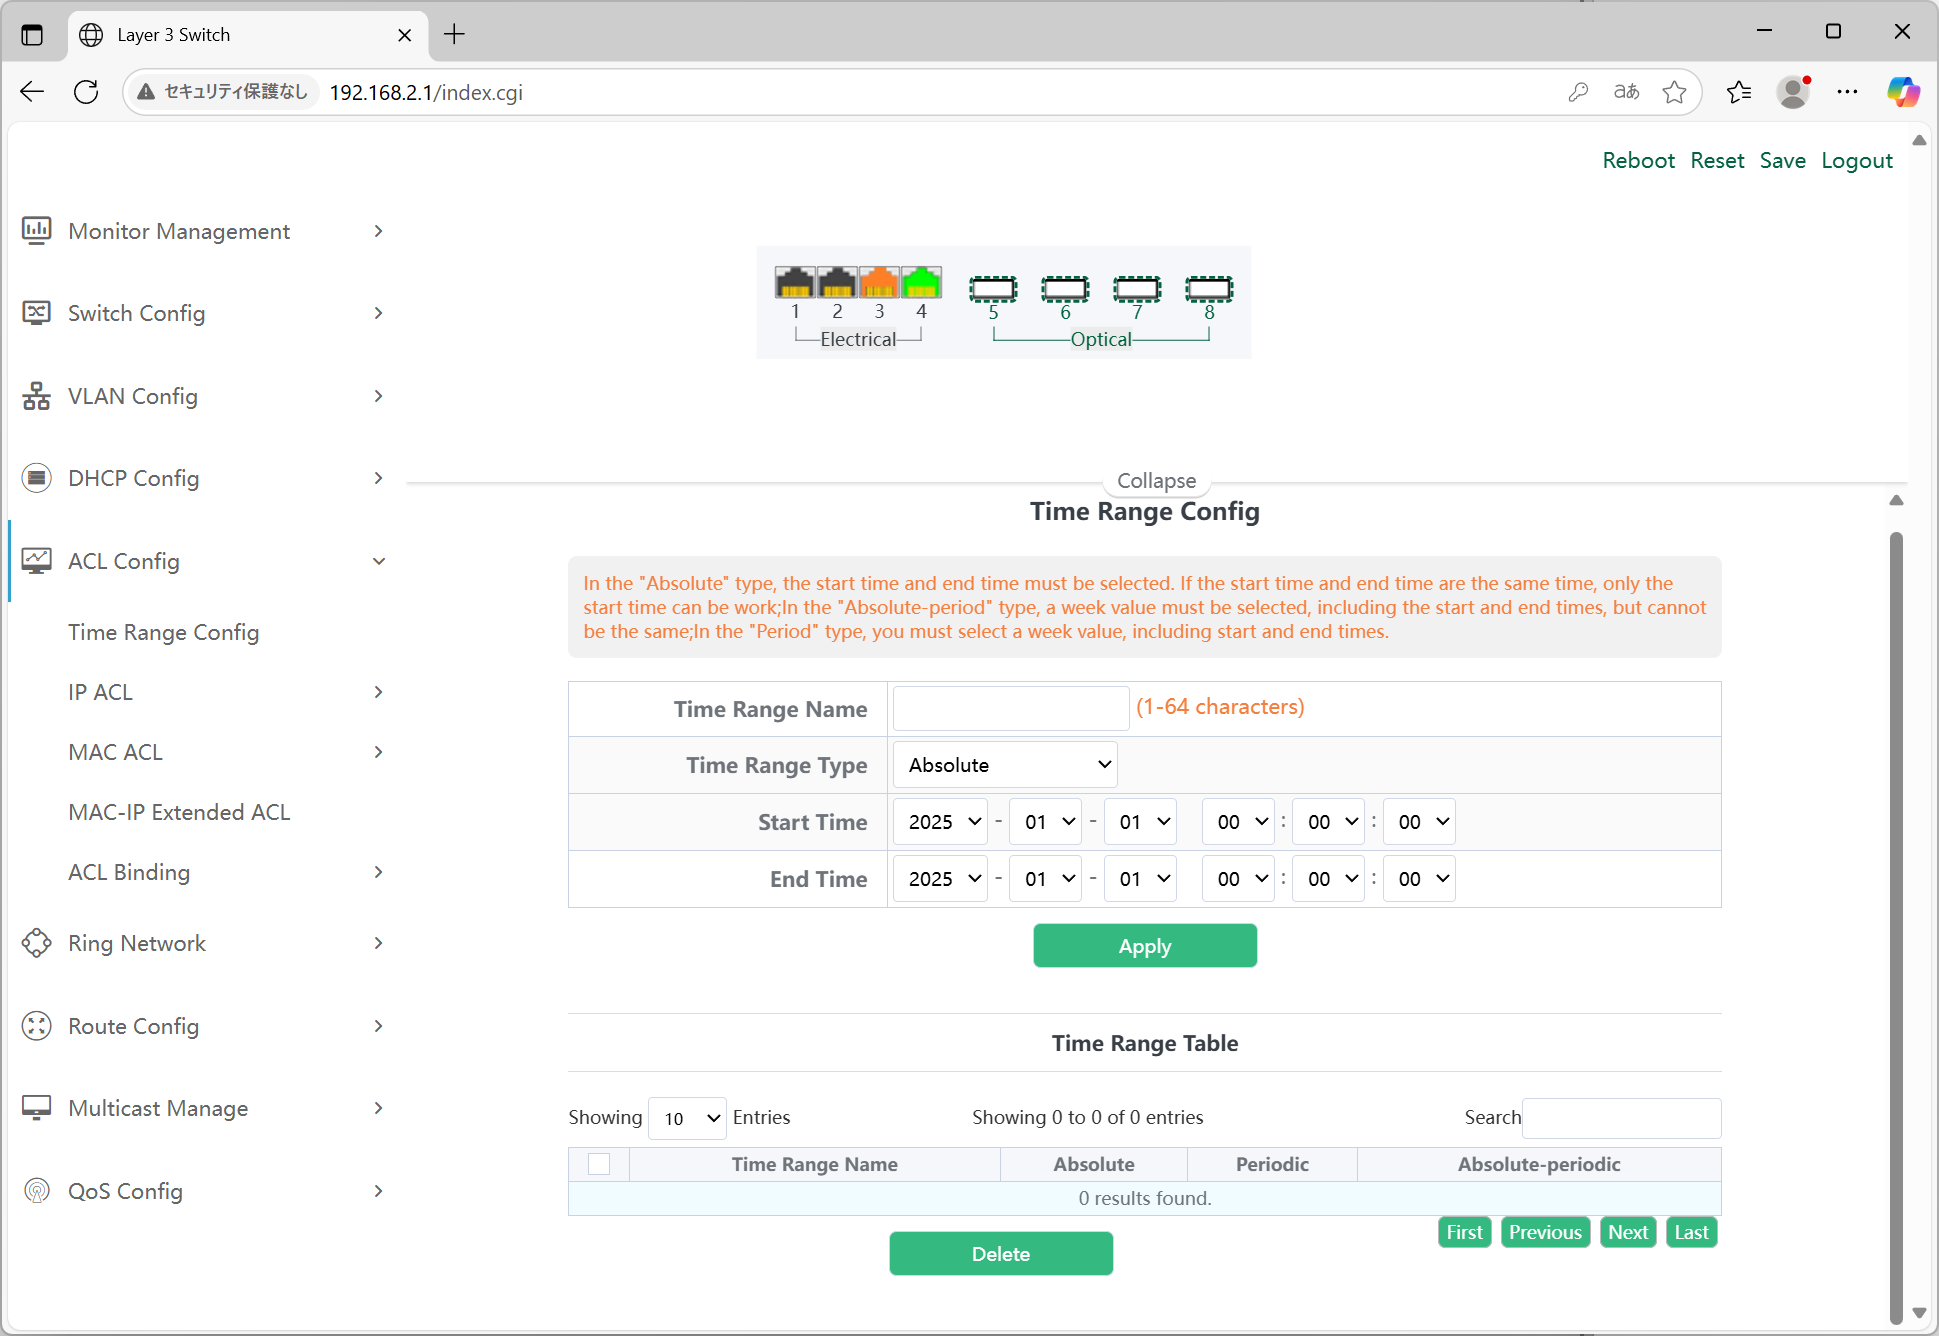 Layer 3 Switch
セキュリティ保護なし 192.168.2.1/index.cgi
aあ
Reboot Reset Save Logout
Monitor Management
Switch Config
VLAN Config
DHCP Config
ACL Config
Time Range Config
IP ACL
MAC ACL
MAC-IP Extended ACL
ACL Binding
Ring Network
Route Config
Multicast Manage
QoS Config
1 2 3 4 5 6 7 8
Electrical Optical
Collapse
Time Range Config
In the "Absolute" type, the start time and end time must be selected. If the start time and end time are the same time, only the
start time can be work;In the "Absolute-period" type, a week value must be selected, including the start and end times, but cannot
be the same;In the "Period" type, you must select a week value, including start and end times.
Time Range Name (1-64 characters)
Time Range Type Absolute
Start Time 2025 - 01 - 01 00 : 00 : 00
End Time 2025 - 01 - 01 00 : 00 : 00
Apply
Time Range Table
Showing 10 Entries Showing 0 to 0 of 0 entries Search
Time Range Name Absolute Periodic Absolute-periodic
0 results found.
First Previous Next Last
Delete